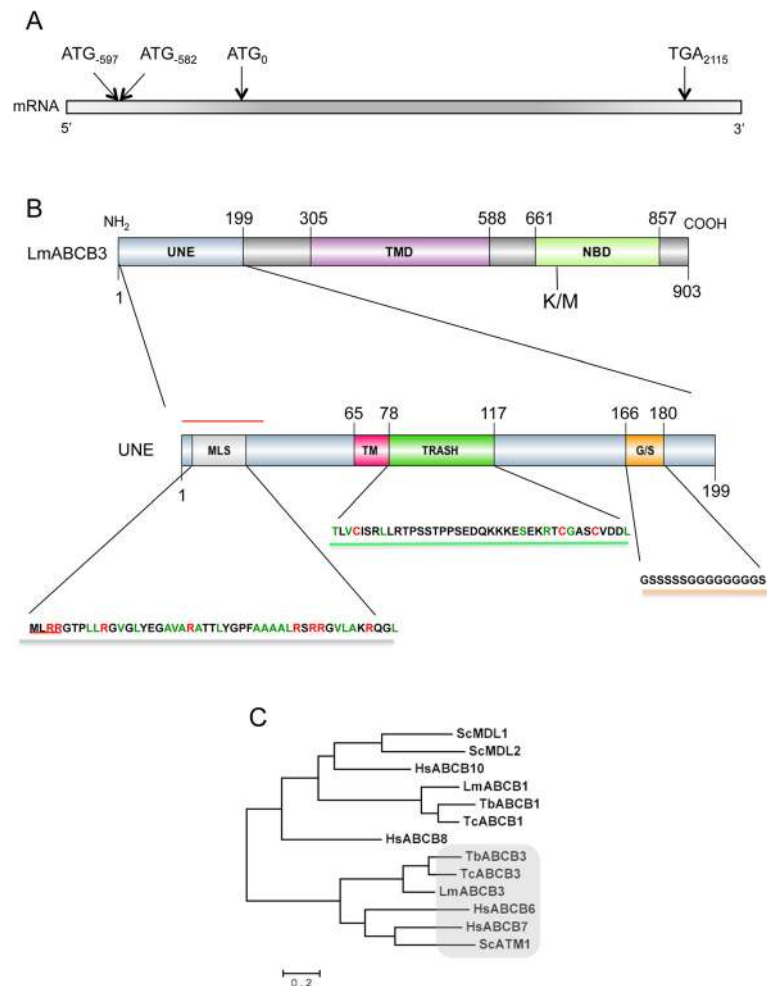 A
ATG-597 ATG-582 ATG0 TGA2115
mRNA
5' 3'
B
NH2 199 305 588 661 857 COOH
LmABCB3 UNE TMD NBD
1 K/M 903
65 78 117 166 180
UNE MLS TM TRASH G/S
1 199
TLVCISRLLRTPSSTPPSEDQKKKESEKRTCGASCVDDL
GSSSSSGGGGGGGGS
MLRRGTPLLRGVGLYEGAVARATTLYGPFAAAALRSRRGVLAKRQGL
C
ScMDL1
ScMDL2
HsABCB10
LmABCB1
TbABCB1
TcABCB1
HsABCB8
TbABCB3
TcABCB3
LmABCB3
HsABCB6
HsABCB7
ScATM1
0.2